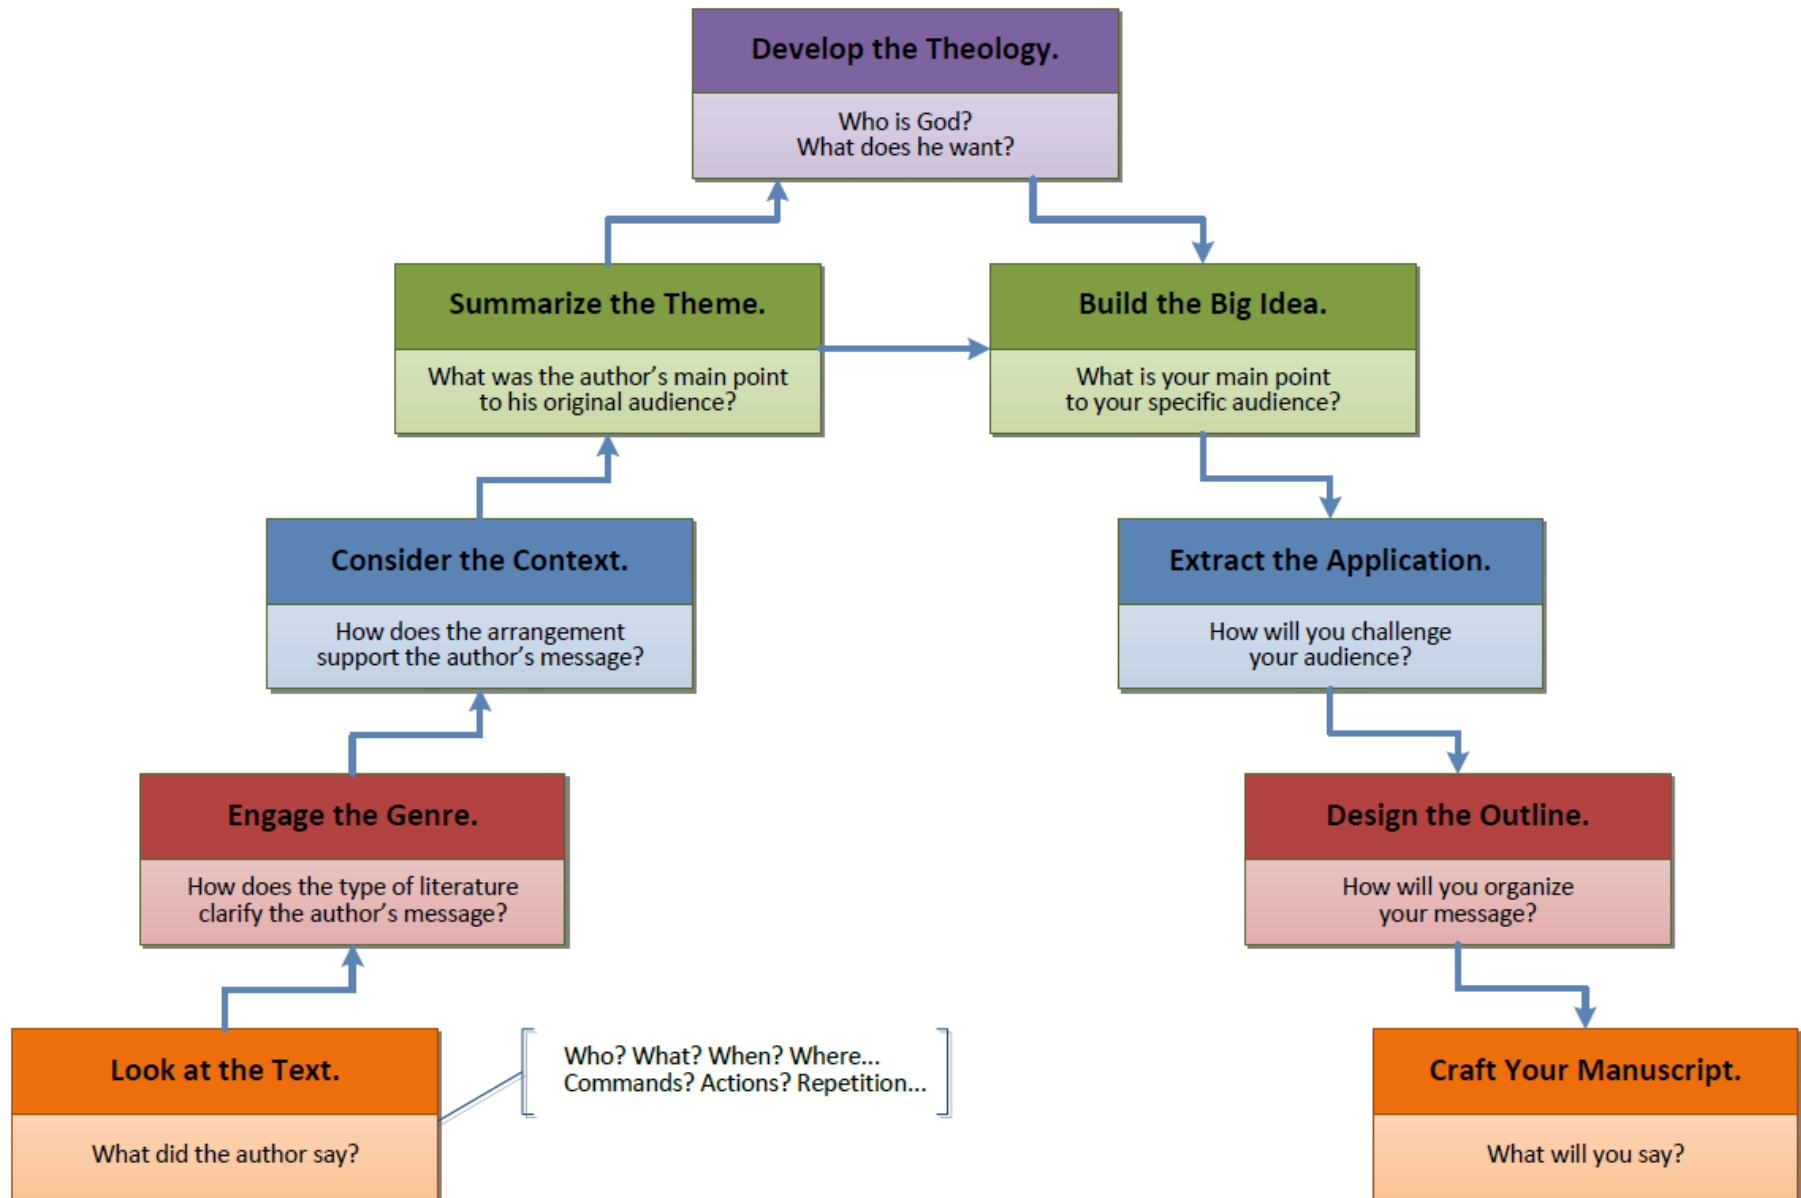 Develop the Theology.
Who is God?
What does he want?
Summarize the Theme.
What was the author’s main point
to his original audience?
Build the Big Idea.
What is your main point
to your specific audience?
Consider the Context.
How does the arrangement
support the author’s message?
Extract the Application.
How will you challenge
your audience?
Engage the Genre.
How does the type of literature
clarify the author’s message?
Design the Outline.
How will you organize
your message?
Look at the Text.
What did the author say?
Who? What? When? Where...
Commands? Actions? Repetition...
Craft Your Manuscript.
What will you say?